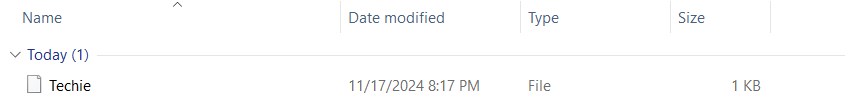 Name Date modified Type Size
Today (1)
Techie 11/17/2024 8:17 PM File 1 KB